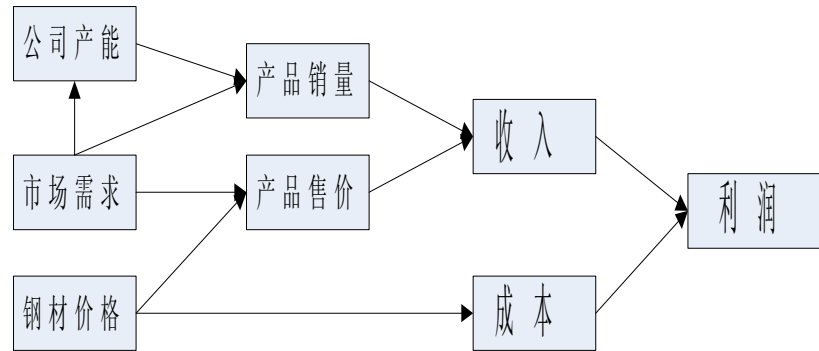 公司产能
产品销量
收入
市场需求
产品售价
利润
钢材价格
成本